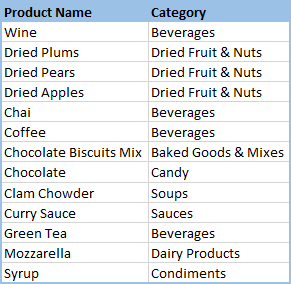 Product Name Category
Wine Beverages
Dried Plums Dried Fruit & Nuts
Dried Pears Dried Fruit & Nuts
Dried Apples Dried Fruit & Nuts
Chai Beverages
Coffee Beverages
Chocolate Biscuits Mix Baked Goods & Mixes
Chocolate Candy
Clam Chowder Soups
Curry Sauce Sauces
Green Tea Beverages
Mozzarella Dairy Products
Syrup Condiments